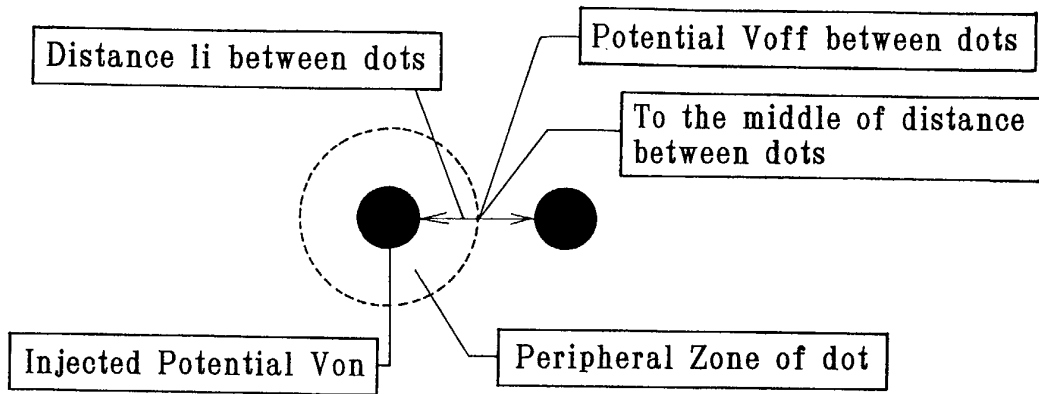 Distance li between dots
Potential Voff between dots
To the middle of distance
between dots
Injected Potential Von
Peripheral Zone of dot